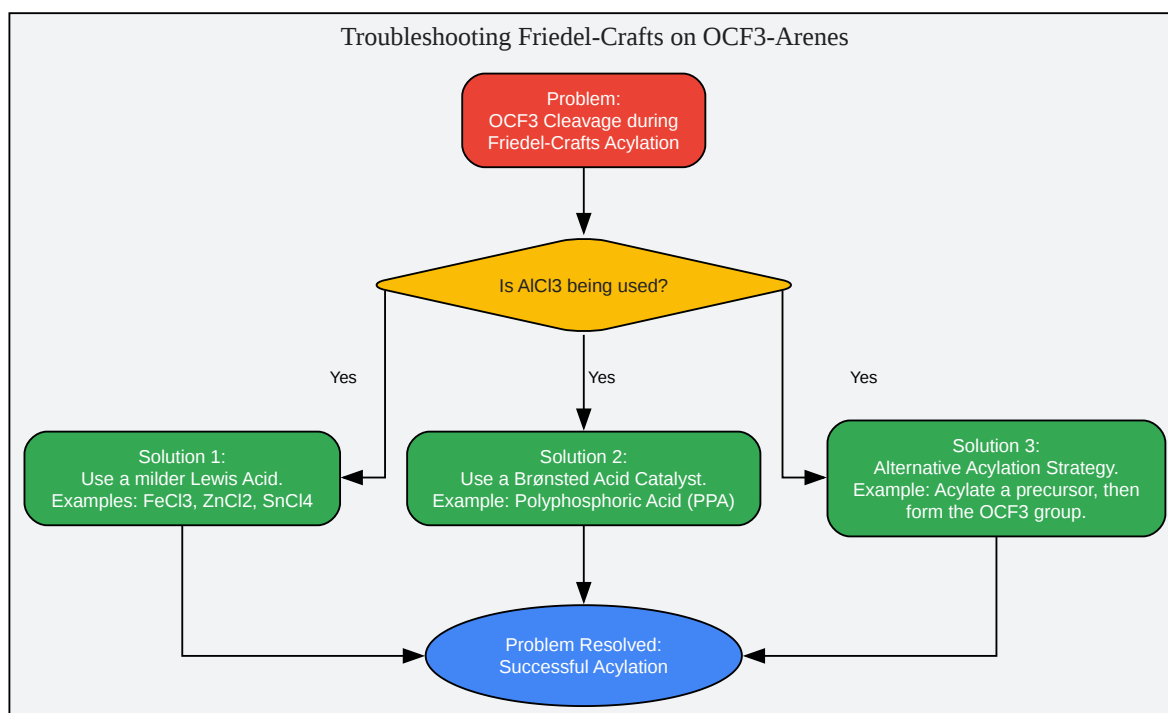 Troubleshooting Friedel-Crafts on OCF3-Arenes
Problem:
OCF3 Cleavage during
Friedel-Crafts Acylation
Is AlCl3 being used?
Yes
Yes
Yes
Solution 1:
Use a milder Lewis Acid.
Examples: FeCl3, ZnCl2, SnCl4
Solution 2:
Use a Brønsted Acid Catalyst.
Example: Polyphosphoric Acid (PPA)
Solution 3:
Alternative Acylation Strategy.
Example: Acylate a precursor, then
form the OCF3 group.
Problem Resolved:
Successful Acylation